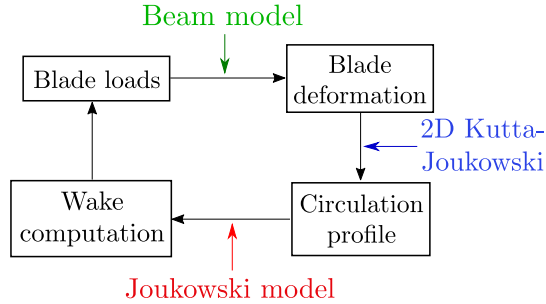 Beam model
Blade loads
Blade
deformation
2D Kutta-
Joukowski
Wake
computation
Circulation
profile
Joukowski model